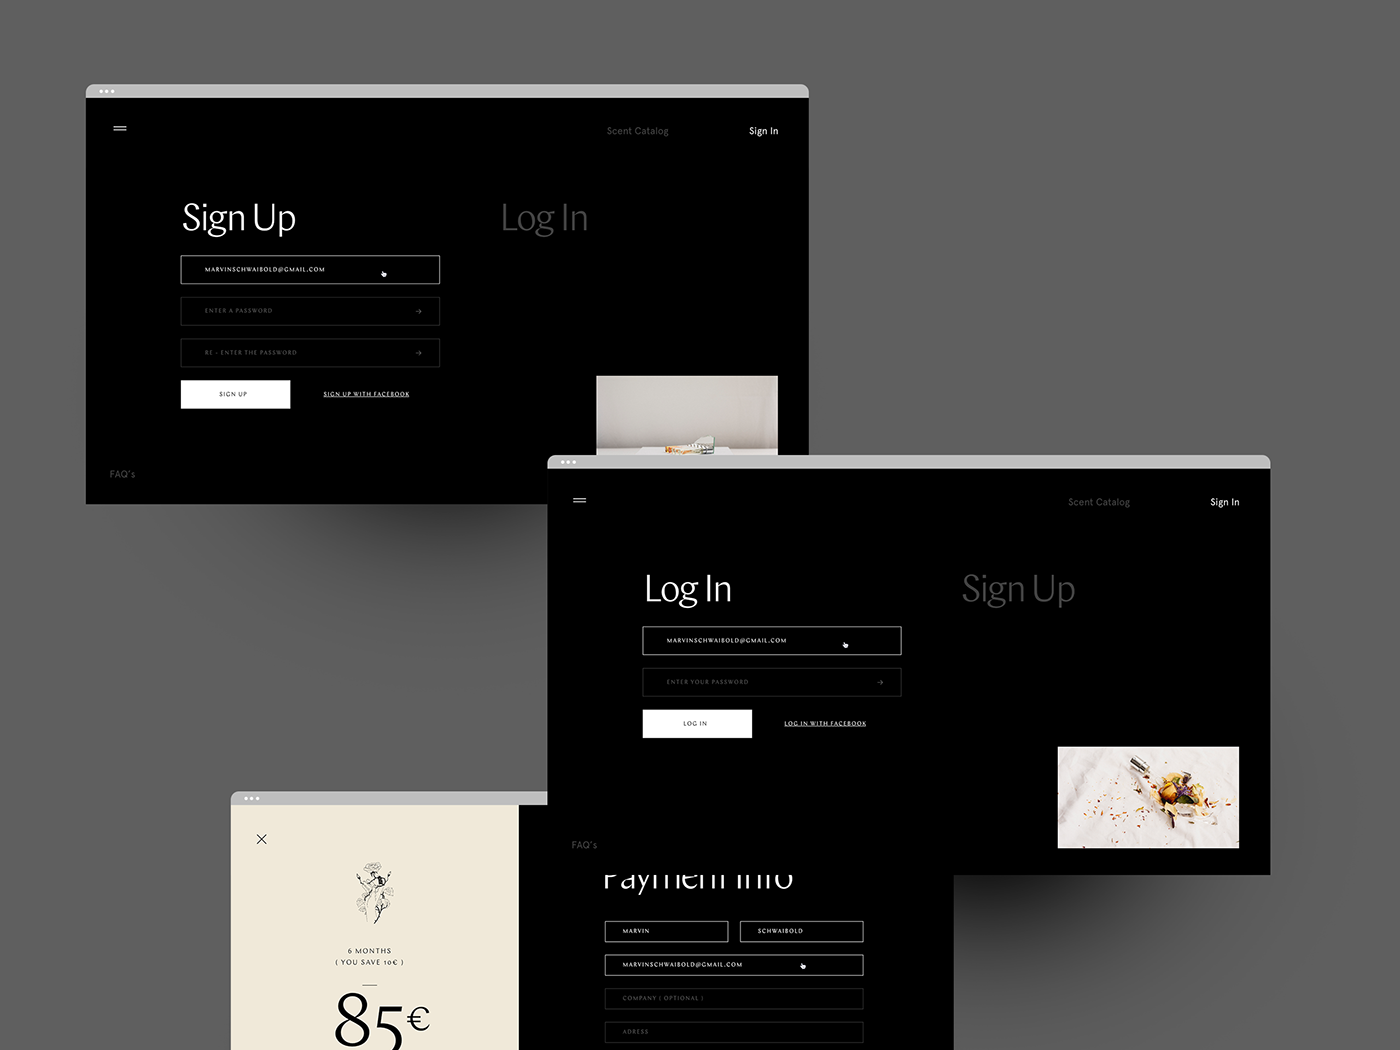 Scent Catalog
Sign In
Sign Up
Log In
MARVINSCHWAIBOLD@GMAIL.COM
ENTER A PASSWORD
RE - ENTER THE PASSWORD
SIGN UP
SIGN UP WITH FACEBOOK
FAQ's
Scent Catalog
Sign In
Log In
Sign Up
MARVINSCHWAIBOLD@GMAIL.COM
ENTER YOUR PASSWORD
LOG IN
LOG IN WITH FACEBOOK
FAQ's
6 MONTHS
( YOU SAVE 10€ )
85€
Payment Info
MARVIN
SCHWAIBOLD
MARVINSCHWAIBOLD@GMAIL.COM
COMPANY ( OPTIONAL )
ADRESS